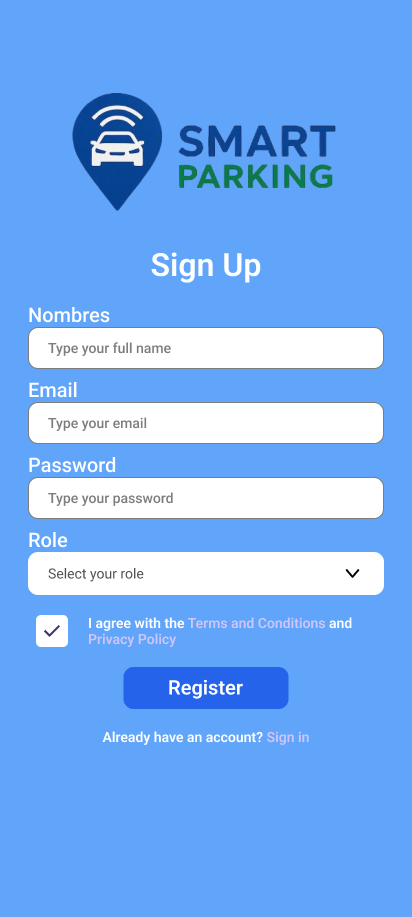 SMART
PARKING
Sign Up
Nombres
Type your full name
Email
Type your email
Password
Type your password
Role
Select your role
I agree with the Terms and Conditions and
Privacy Policy
Register
Already have an account? Sign in